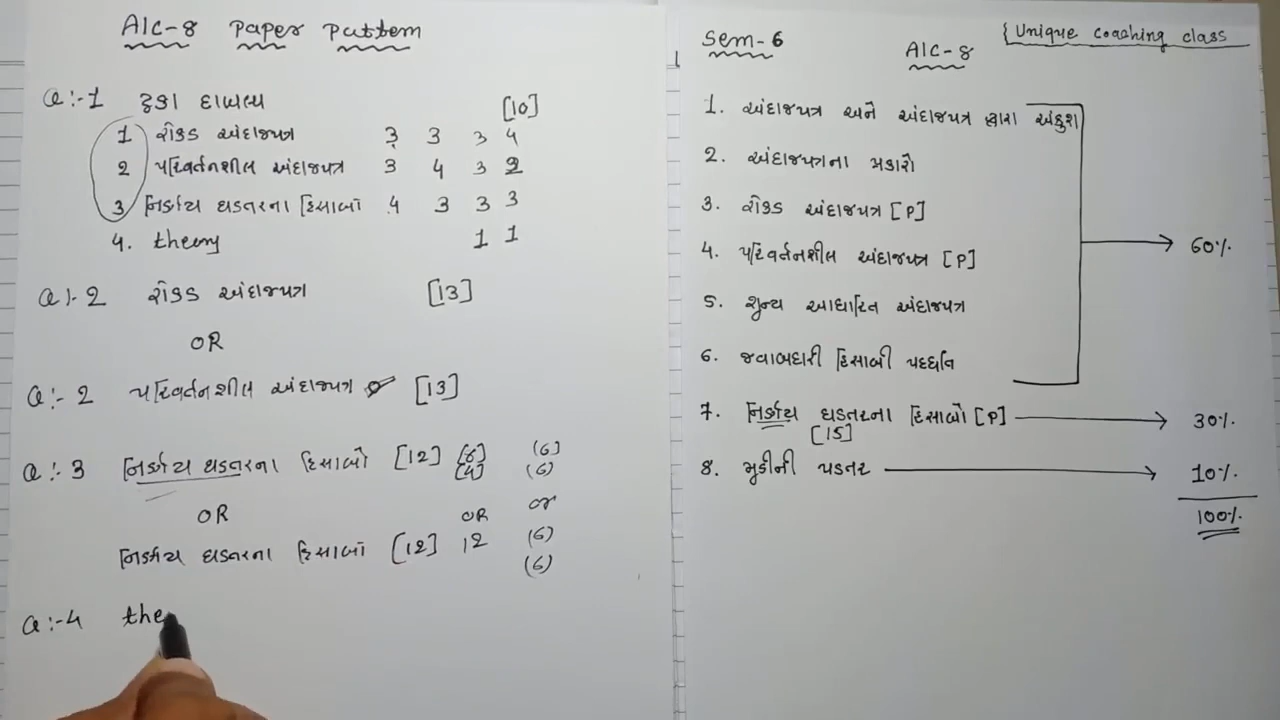 AIC-8 Paper Pattern
Q:-1 ટૂંકા દાખલા [10]
1 રોકડ અંદાજપત્ર 3 3 3 4
2 પરિવર્તનશીલ અંદાજપત્ર 3 4 3 2
3 નિર્ણય ઘડતરના હિસાબો 4 3 3 3
4. theory 1 1
Q:-2 રોકડ અંદાજપત્ર [13]
OR
Q:-2 પરિવર્તનશીલ અંદાજપત્ર [13]
Q:-3 નિર્ણય ઘડતરના હિસાબો [12] [8] (6)
[4] (6)
OR OR or
નિર્ણય ઘડતરના હિસાબો [12] 12 (6)
(6)
Q:-4 the
Sem-6 AIC-8 { Unique coaching class
1. અંદાજપત્ર અને અંદાજપત્ર દ્વારા અંકુશ
2. અંદાજપત્રના પ્રકારો
3. રોકડ અંદાજપત્ર [P]
4. પરિવર્તનશીલ અંદાજપત્ર [P]
60%
5. શૂન્ય આધારિત અંદાજપત્ર
6. જવાબદારી હિસાબી પદ્ધતિ
7. નિર્ણય ઘડતરના હિસાબો [P] 30%
[15]
8. મૂડીની પડતર 10%
100%